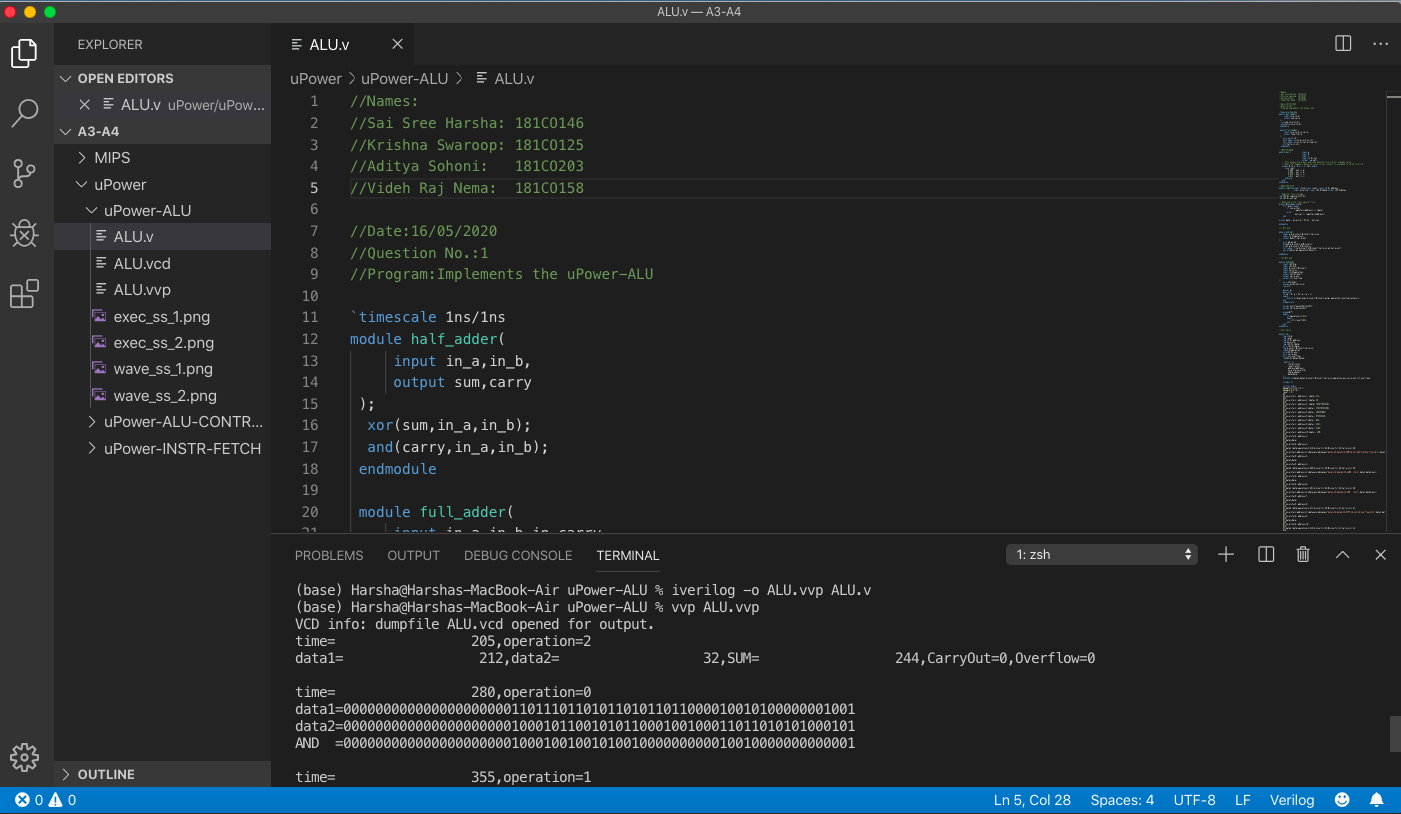 ALU.v — A3-A4
EXPLORER
OPEN EDITORS
ALU.v uPower/uPow...
A3-A4
MIPS
uPower
uPower-ALU
ALU.v
ALU.vcd
ALU.vvp
exec_ss_1.png
exec_ss_2.png
wave_ss_1.png
wave_ss_2.png
uPower-ALU-CONTR...
uPower-INSTR-FETCH
OUTLINE
ALU.v
uPower > uPower-ALU > ALU.v
1 //Names:
2 //Sai Sree Harsha: 181CO146
3 //Krishna Swaroop: 181CO125
4 //Aditya Sohoni:   181CO203
5 //Videh Raj Nema:  181CO158
6
7 //Date:16/05/2020
8 //Question No.:1
9 //Program:Implements the uPower-ALU
10
11 `timescale 1ns/1ns
12 module half_adder(
13 input in_a,in_b,
14 output sum,carry
15 );
16 xor(sum,in_a,in_b);
17 and(carry,in_a,in_b);
18 endmodule
19
20 module full_adder(
21 input in_a,in_b,in_carry
PROBLEMS OUTPUT DEBUG CONSOLE TERMINAL 1: zsh
(base) Harsha@Harshas-MacBook-Air uPower-ALU % iverilog -o ALU.vvp ALU.v
(base) Harsha@Harshas-MacBook-Air uPower-ALU % vvp ALU.vvp
VCD info: dumpfile ALU.vcd opened for output.
time=                 205,operation=2
data1=                 212,data2=                 32,SUM=                 244,CarryOut=0,Overflow=0
time=                 280,operation=0
data1=
data2=
AND =
time=                 355,operation=1
0 0
Ln 5, Col 28 Spaces: 4 UTF-8 LF Verilog